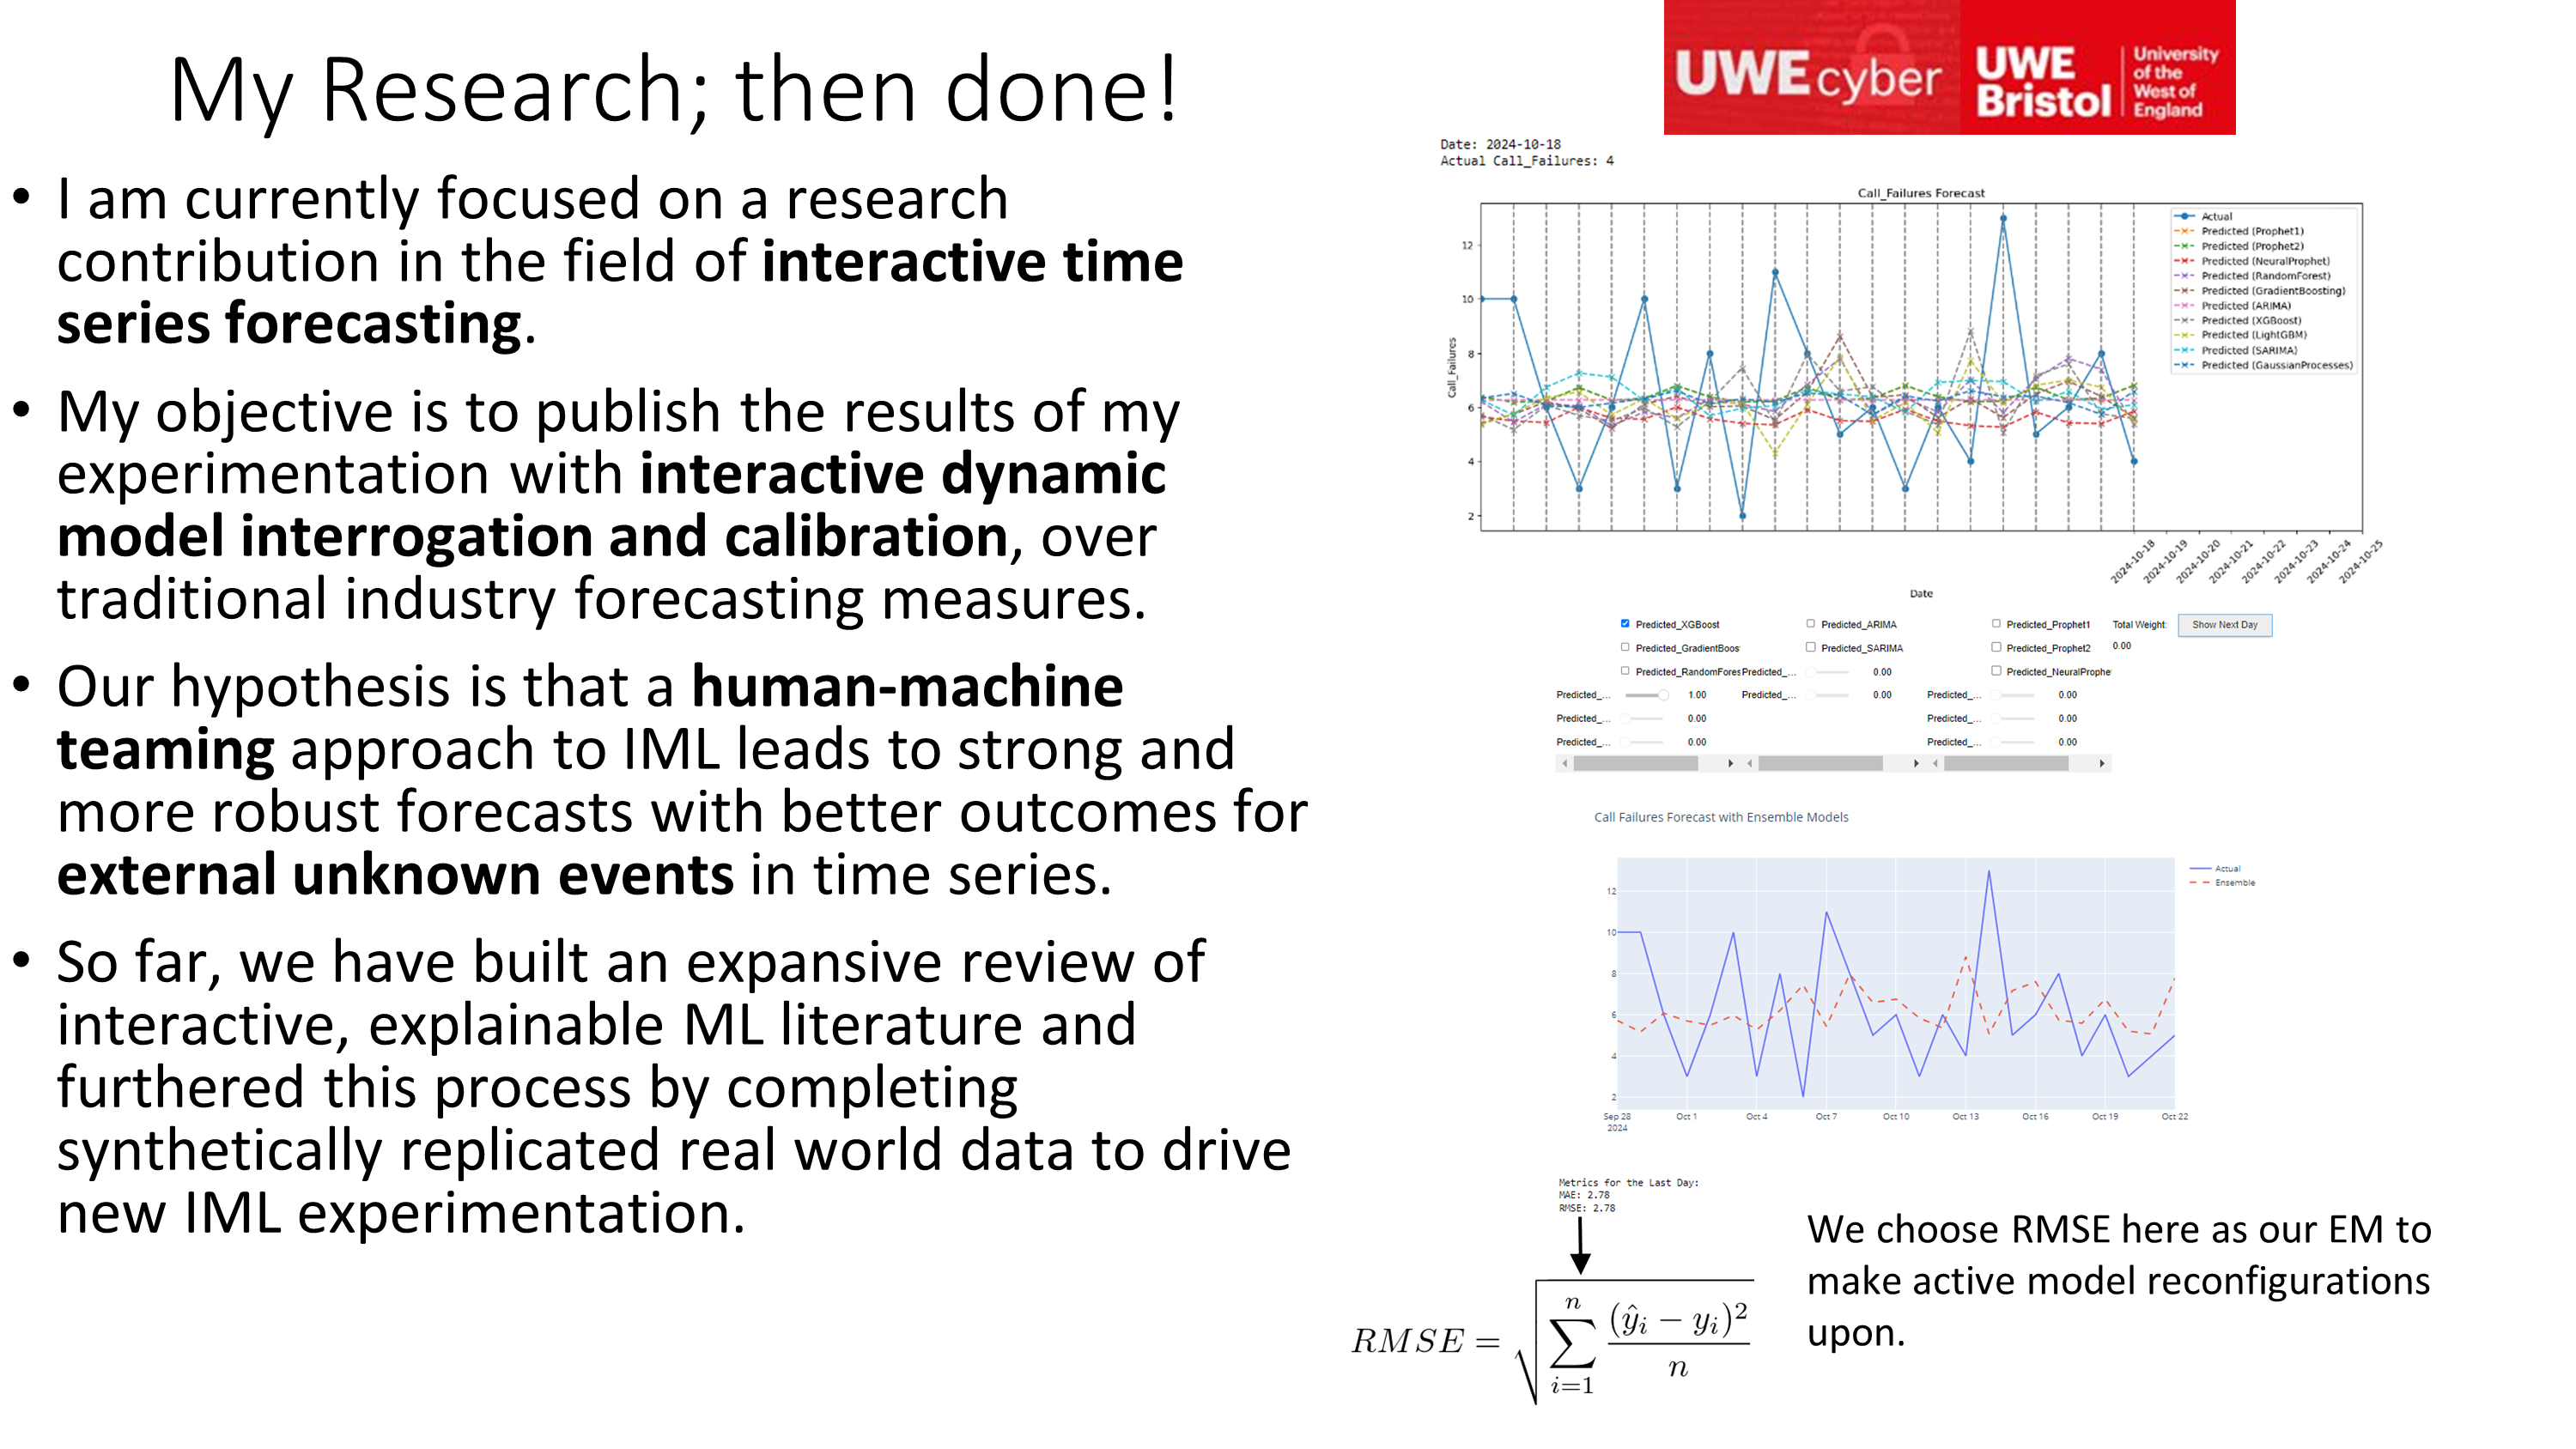 My Research; then done!
UWEcyber
UWE Bristol
University
of the
West of
England
• I am currently focused on a research
contribution in the field of interactive time
series forecasting.
• My objective is to publish the results of my
experimentation with interactive dynamic
model interrogation and calibration, over
traditional industry forecasting measures.
• Our hypothesis is that a human-machine
teaming approach to IML leads to strong and
more robust forecasts with better outcomes for
external unknown events in time series.
• So far, we have built an expansive review of
interactive, explainable ML literature and
furthered this process by completing
synthetically replicated real world data to drive
new IML experimentation.
Date: 2024-10-18
Actual Call_Failures: 4
Call_Failures Forecast
Call_Failures
12
10
8
6
4
2
Actual
Predicted (Prophet1)
Predicted (Prophet2)
Predicted (NeuralProphet)
Predicted (RandomForest)
Predicted (GradientBoosting)
Predicted (ARIMA)
Predicted (XGBoost)
Predicted (LightGBM)
Predicted (SARIMA)
Predicted (GaussianProcesses)
2024-10-18
2024-10-19
2024-10-20
2024-10-21
2024-10-22
2024-10-23
2024-10-24
2024-10-25
Date
Predicted_XGBoost Predicted_ARIMA Predicted_Prophet1 Total Weight: Show Next Day
Predicted_GradientBoos Predicted_SARIMA Predicted_Prophet2 0.00
Predicted_RandomFores Predicted_... 0.00 Predicted_NeuralProphe
Predicted_... 1.00 Predicted_... 0.00 Predicted_... 0.00
Predicted_... 0.00 Predicted_... 0.00
Predicted_... 0.00 Predicted_... 0.00
Call Failures Forecast with Ensemble Models
12
10
8
6
4
2
Actual
Ensemble
Sep 28 Oct 1 Oct 4 Oct 7 Oct 10 Oct 13 Oct 16 Oct 19 Oct 22
2024
Metrics for the Last Day:
MAE: 2.78
RMSE: 2.78
RMSE = √ n ∑ i=1 (ŷi − yi)2 / n
We choose RMSE here as our EM to
make active model reconfigurations
upon.